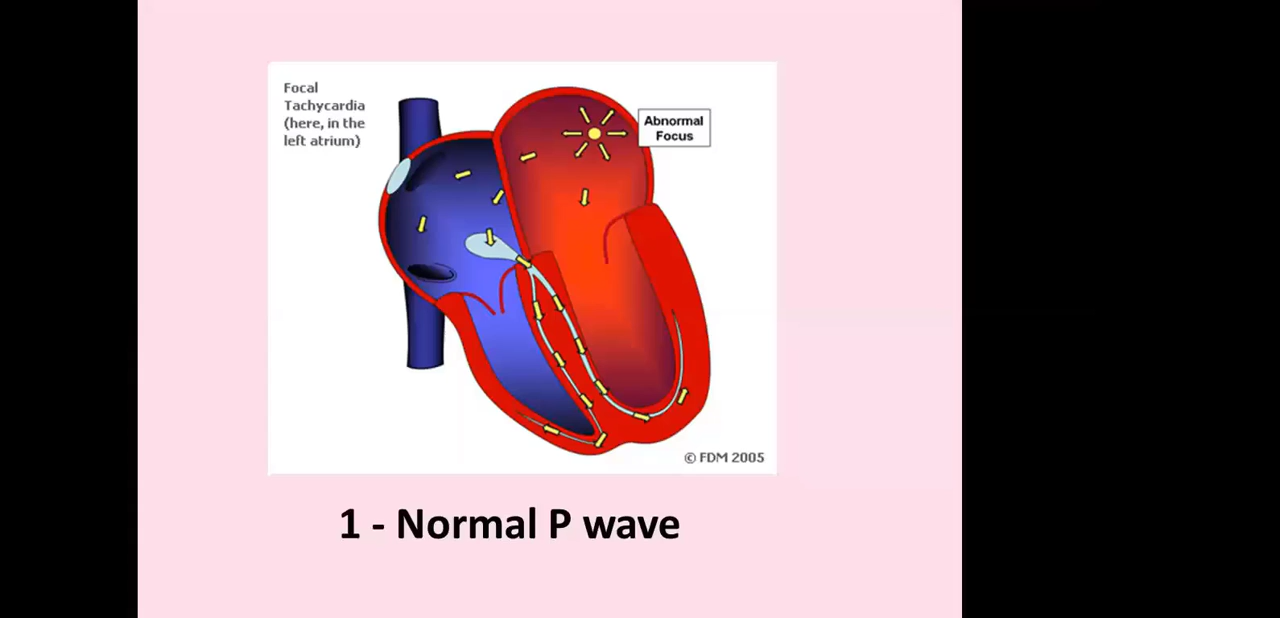 Focal
Tachycardia
(here, in the
left atrium)
Abnormal
Focus
© FDM 2005
1 - Normal P wave